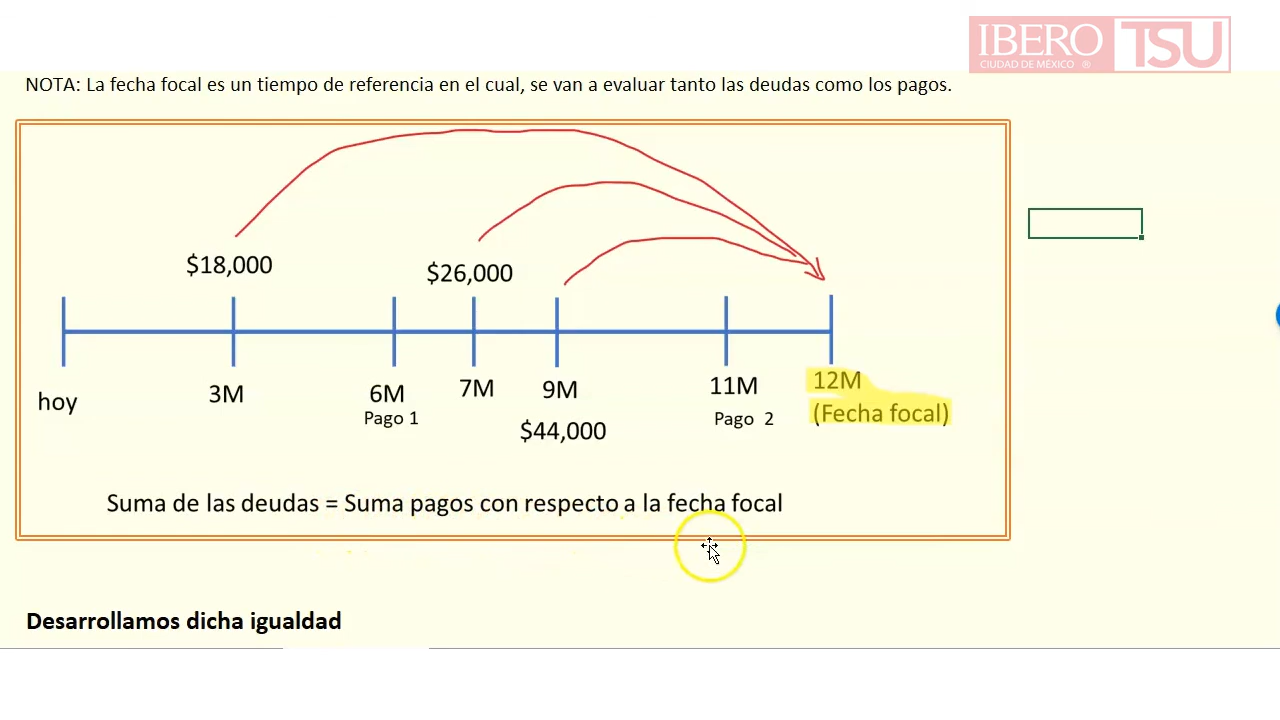 IBERO TSU
CIUDAD DE MÉXICO ®
NOTA: La fecha focal es un tiempo de referencia en el cual, se van a evaluar tanto las deudas como los pagos.
$18,000
$26,000
hoy
3M
6M
Pago 1
7M
9M
$44,000
11M
Pago 2
12M
(Fecha focal)
Suma de las deudas = Suma pagos con respecto a la fecha focal
Desarrollamos dicha igualdad